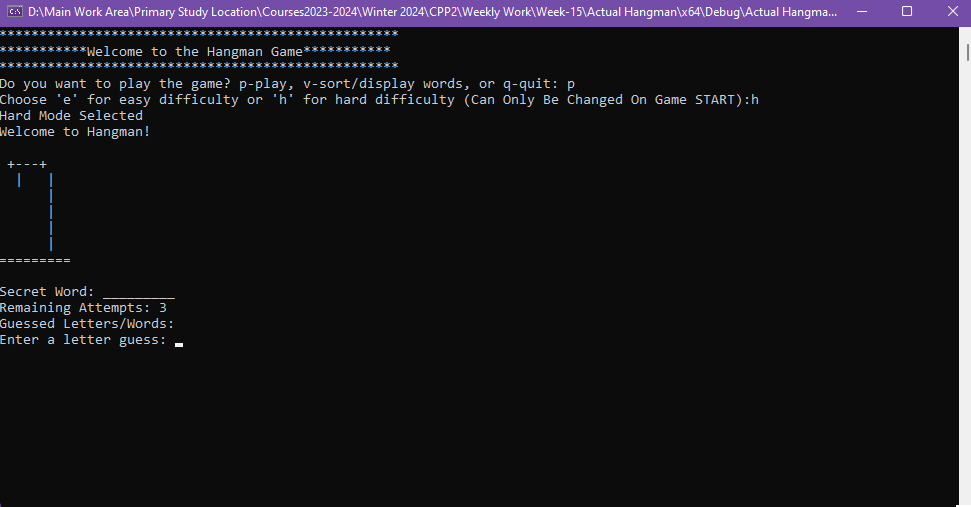 D:\Main Work Area\Primary Study Location\Courses2023-2024\Winter 2024\CPP2\Weekly Work\Week-15\Actual Hangman\x64\Debug\Actual Hangma...
**************************************************
***********Welcome to the Hangman Game***********
**************************************************
Do you want to play the game? p-play, v-sort/display words, or q-quit: p
Choose 'e' for easy difficulty or 'h' for hard difficulty (Can Only Be Changed On Game START):h
Hard Mode Selected
Welcome to Hangman!
 +---+
  |   |
      |
      |
      |
      |
=========
Secret Word: _________
Remaining Attempts: 3
Guessed Letters/Words:
Enter a letter guess: